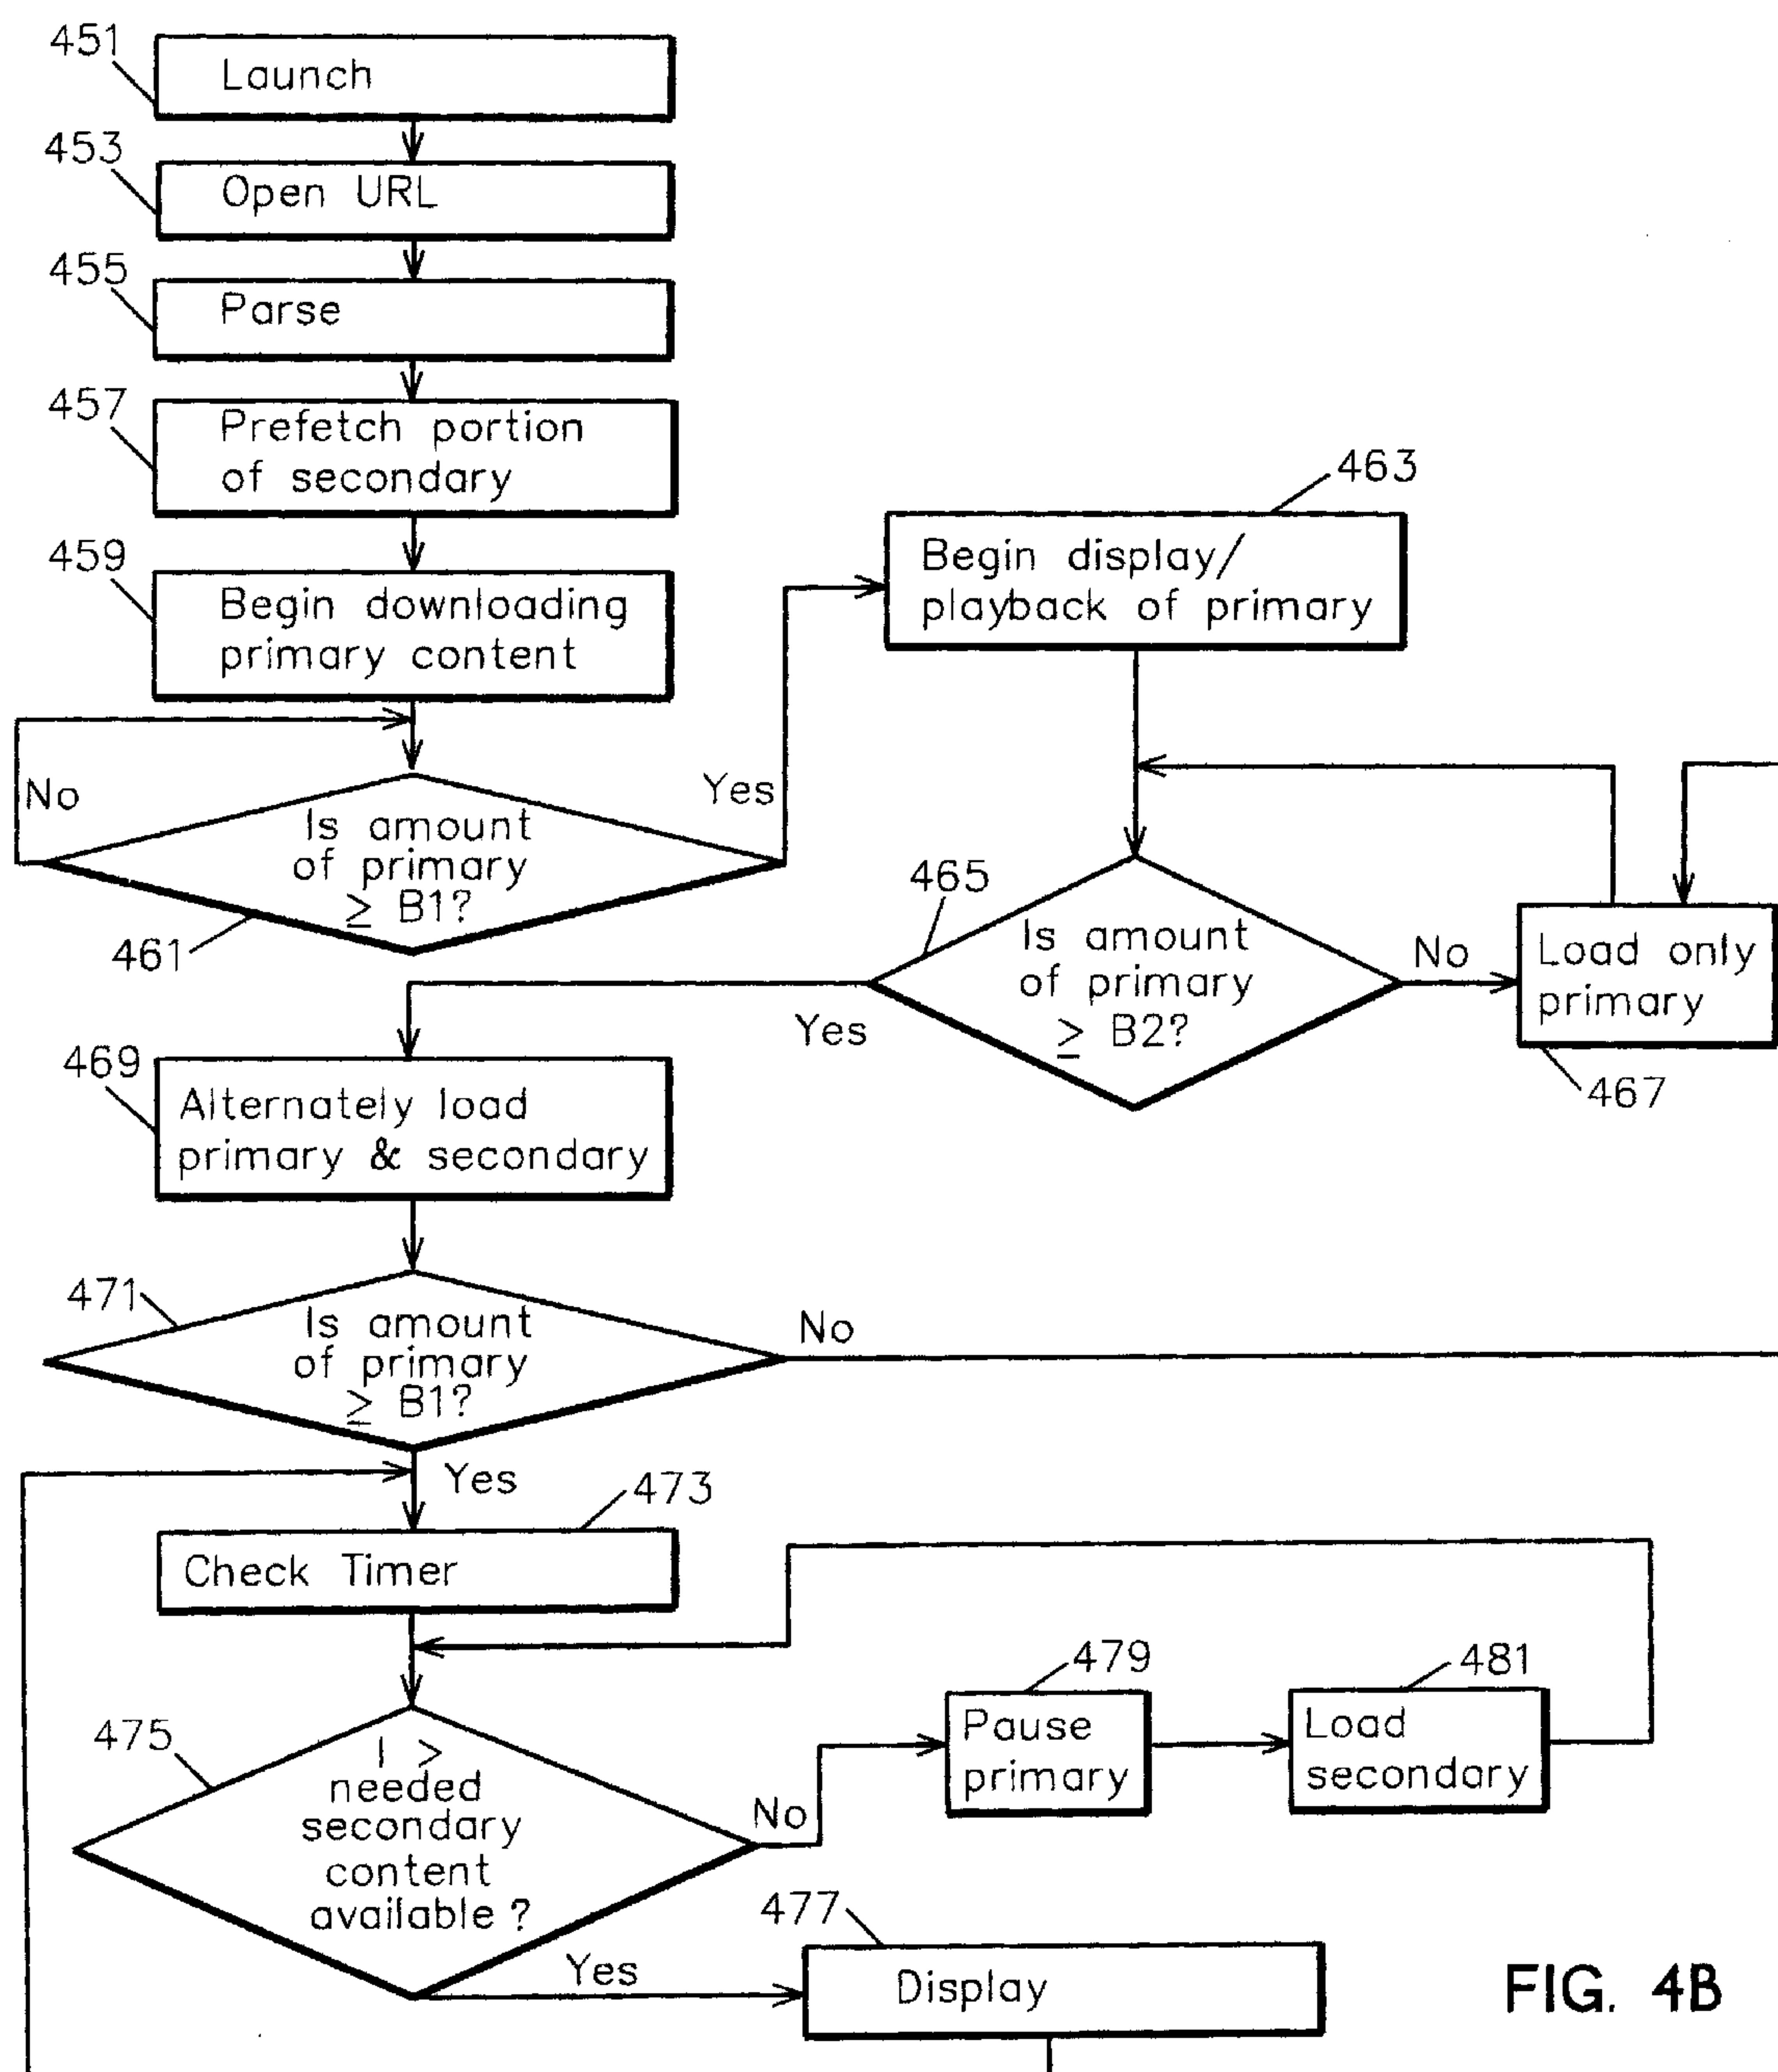 451
Launch
453
Open URL
455
Parse
457
Prefetch portion
of secondary
459
Begin downloading
primary content
463
Begin display/
playback of primary
No
Yes
Is amount
of primary
≥ B1?
461
465
Is amount
of primary
≥ B2?
No
Yes
Load only
primary
467
469
Alternately load
primary & secondary
471
Is amount
of primary
≥ B1?
No
Yes
473
Check Timer
475
I >
needed
secondary
content
available?
No
Yes
479
Pause
primary
481
Load
secondary
477
Display
FIG. 4B